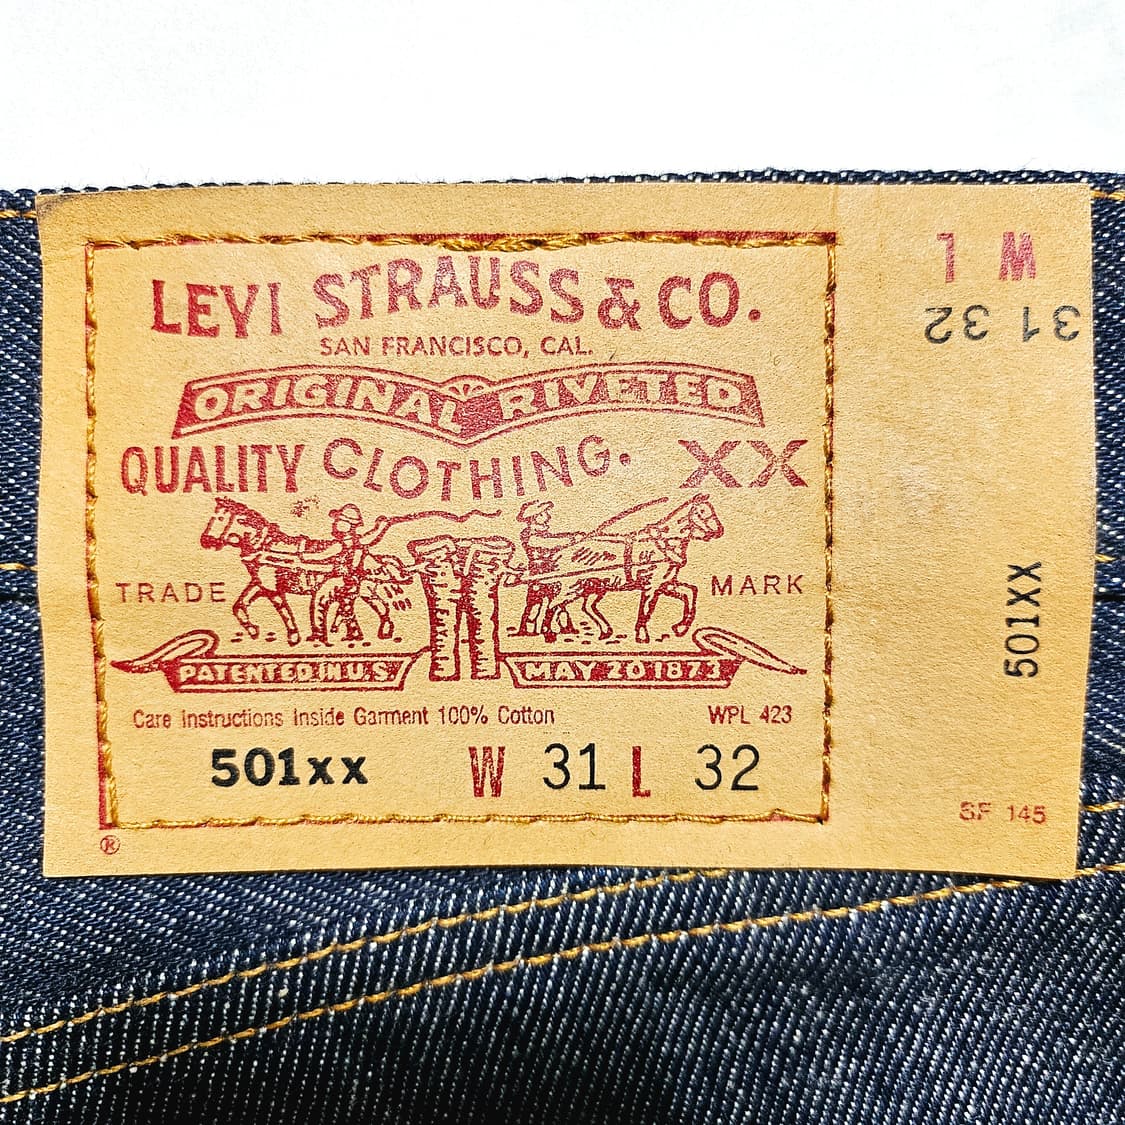 LEVI STRAUSS & CO.
SAN FRANCISCO, CAL.
ORIGINAL RIVETED
QUALITY CLOTHING. XX
TRADE MARK
PATENTED IN U.S. MAY 20 1873
Care Instructions Inside Garment 100% Cotton WPL 423
501xx W 31 L 32
®
W L
31 32
501XX
SF 145